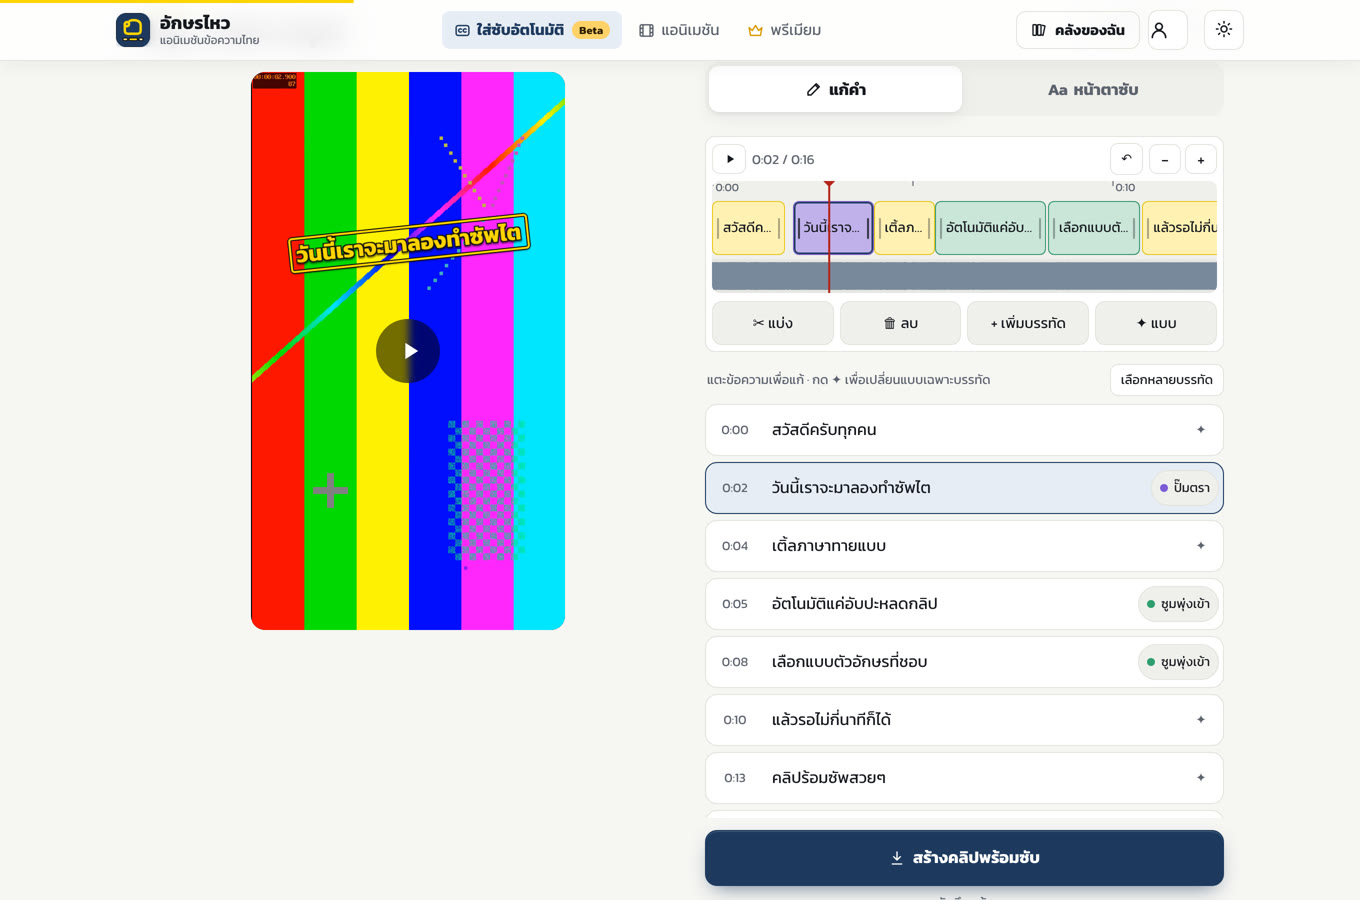 อักษรไหว
แอนิเมชันข้อความไทย
ใส่ซับอัตโนมัติ Beta
แอนิเมชัน
พรีเมียม
คลังของฉัน
00:00:02.900
87
วันนี้เราจะมาลองทำซัพไต
แก้คำ
Aa หน้าตาซับ
0:02 / 0:16
0:00
0:10
สวัสดีค...
วันนี้เราจ...
เติ้ลภ...
อัตโนมัติแค่อับ...
เลือกแบบตั...
แล้วรอไม่กี่น
แบ่ง
ลบ
+ เพิ่มบรรทัด
✦ แบบ
แตะข้อความเพื่อแก้ · กด ✦ เพื่อเปลี่ยนแบบเฉพาะบรรทัด
เลือกหลายบรรทัด
0:00 สวัสดีครับทุกคน
0:02 วันนี้เราจะมาลองทำซัพไต ปั๊มตรา
0:04 เติ้ลภาษาทายแบบ
0:05 อัตโนมัติแค่อับปะหลดกลิป ซูมพุ่งเข้า
0:08 เลือกแบบตัวอักษรที่ชอบ ซูมพุ่งเข้า
0:10 แล้วรอไม่กี่นาทีก็ได้
0:13 คลิปร้อมซัพสวยๆ
สร้างคลิปพร้อมซับ